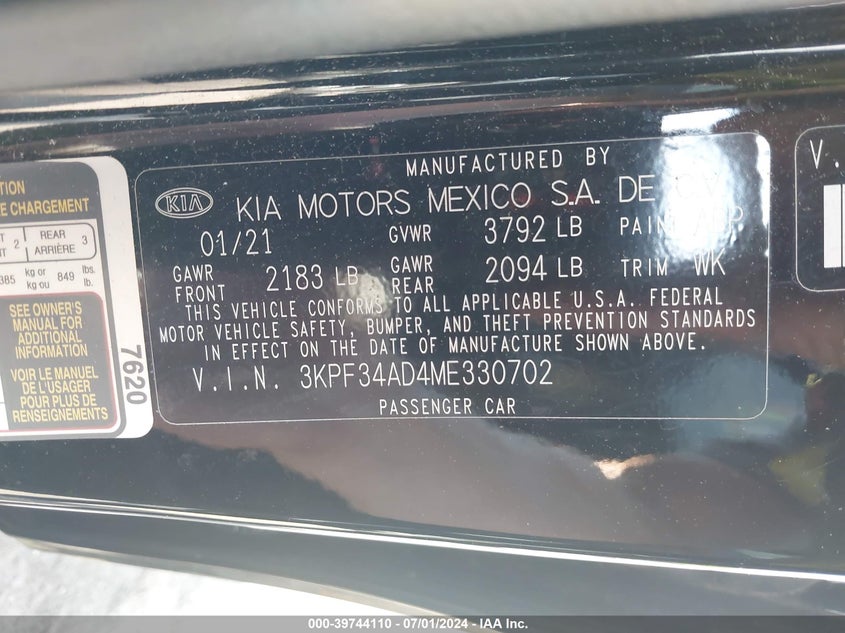 MANUFACTURED BY
KIA KIA MOTORS MEXICO S.A. DE C.V.
01/21 GVWR 3792 LB PAINT
GAWR FRONT 2183 LB GAWR REAR 2094 LB TRIM WK
THIS VEHICLE CONFORMS TO ALL APPLICABLE U.S.A. FEDERAL
MOTOR VEHICLE SAFETY, BUMPER, AND THEFT PREVENTION STANDARDS
IN EFFECT ON THE DATE OF MANUFACTURE SHOWN ABOVE.
V.I.N. 3KPF34AD4ME330702
PASSENGER CAR
CHARGEMENT
2 REAR ARRIÈRE 3
385 kg or kg ou 849 lbs. lb.
SEE OWNER'S
MANUAL FOR
ADDITIONAL
INFORMATION
VOIR LE MANUEL
DE L'USAGER
POUR PLUS DE
RENSEIGNEMENTS
7620
V.
000-39744110 - 07/01/2024 - IAA Inc.